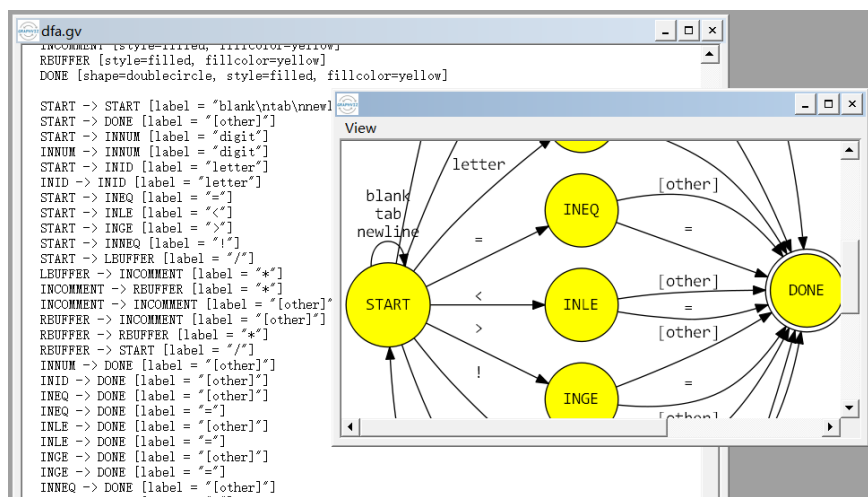 dfa.gv
INCOMMENT [style=filled, fillcolor=yellow]
RBUFFER [style=filled, fillcolor=yellow]
DONE [shape=doublecircle, style=filled, fillcolor=yellow]
START -> START [label = "blank\ntab\nnewl
START -> DONE [label = "[other]"]
START -> INNUM [label = "digit"]
INNUM -> INNUM [label = "digit"]
START -> INID [label = "letter"]
INID -> INID [label = "letter"]
START -> INEQ [label = "="]
START -> INLE [label = "<"]
START -> INGE [label = ">"]
START -> INNEQ [label = "!"]
START -> LBUFFER [label = "/"]
LBUFFER -> INCOMMENT [label = "*"]
INCOMMENT -> RBUFFER [label = "*"]
INCOMMENT -> INCOMMENT [label = "[other]"
RBUFFER -> INCOMMENT [label = "[other]"]
RBUFFER -> RBUFFER [label = "*"]
RBUFFER -> START [label = "/"]
INNUM -> DONE [label = "[other]"]
INID -> DONE [label = "[other]"]
INEQ -> DONE [label = "[other]"]
INEQ -> DONE [label = "="]
INLE -> DONE [label = "[other]"]
INLE -> DONE [label = "="]
INGE -> DONE [label = "[other]"]
INGE -> DONE [label = "="]
INNEQ -> DONE [label = "[other]"]
View
letter
blank
tab
newline
=
<
>
!
START
INEQ
INLE
INGE
[other]
=
[other]
=
[other]
=
[other]
DONE